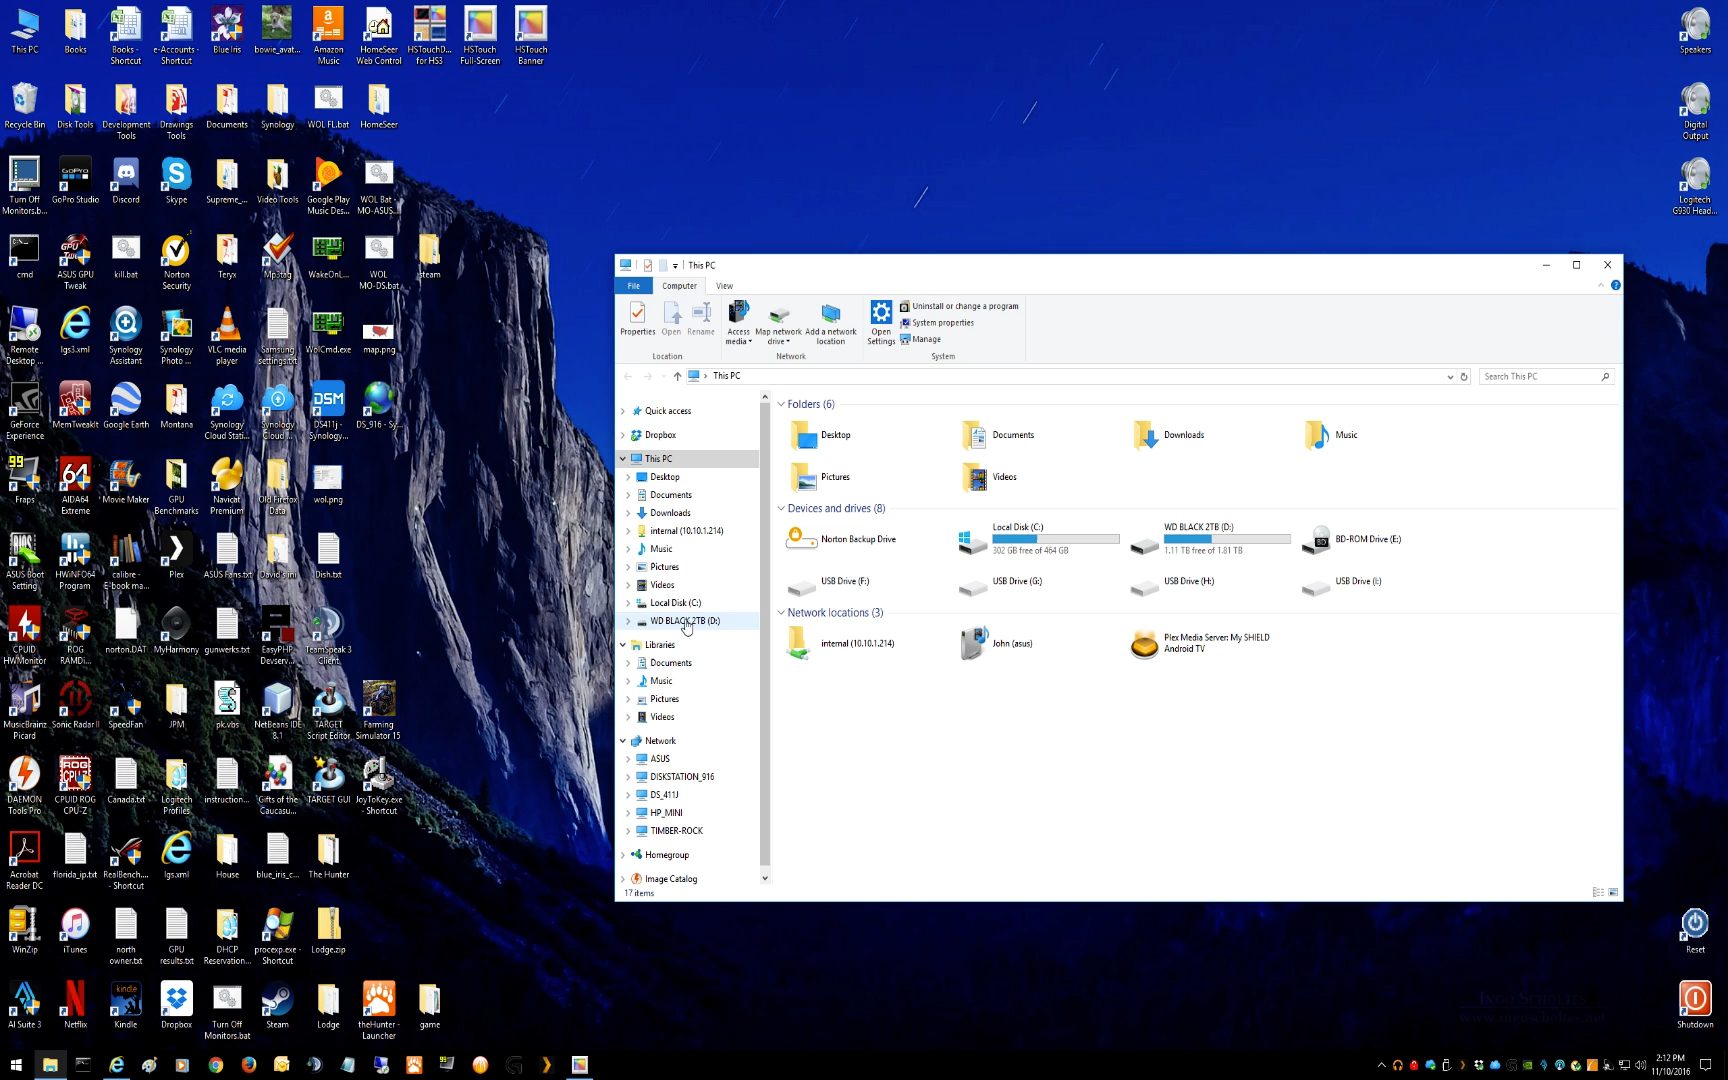 This PC
Books
Books -
Shortcut
e-Accounts -
Shortcut
Blue Iris
bowie_avat...
Amazon
Music
HomeSeer
Web Control
HSTouchD...
for HS3
HSTouch
Full-Screen
HSTouch
Banner
Recycle Bin
Disk Tools
Development
Tools
Drawings
Tools
Documents
Synology
WOL FL.bat
HomeSeer
Turn Off
Monitors.b...
GoPro
GoPro Studio
Discord
Skype
Supreme_...
Video Tools
Google Play
Music Des...
WOL Bat -
MO-ASUS...
cmd
ASUS GPU
Tweak
kill.bat
Norton
Security
Teryx
Mp3tag
WakeOnL...
WOL
MO-DS.bat
steam
Remote
Desktop ...
lgs3.xml
Synology
Assistant
Synology
Photo ...
VLC media
player
Samsung
settings.txt
WolCmd.exe
map.png
GeForce
Experience
MemTweakIt
Google Earth
Montana
Synology
Cloud Stati...
Synology
Cloud ...
DSM
DS411j -
Synology...
DS_916 - Sy...
99
Fraps
64
AIDA64
Extreme
Movie Maker
GPU
Benchmarks
Navicat
Premium
Old Firefox
Data
wol.png
BIOS
ASUS Boot
Setting
HWiNFO64
Program
calibre -
E-book ma...
Plex
ASUS Fans.txt
David's ini
Dish.txt
CPUID
HWMonitor
ROG
RAMDi...
norton.DAT
MyHarmony
gunwerks.txt
EasyPHP
Devserv...
TeamSpeak 3
Client
MusicBrainz
Picard
Sonic Radar II
SpeedFan
JPM
pk.vbs
NetBeans IDE
8.1
TARGET
Script Editor
Farming
Simulator 15
DAEMON
Tools Pro
CPUID ROG
CPU-Z
Canada.txt
Logitech
Profiles
instruction...
Gifts of the
Caucasu...
TARGET GUI
JoyToKey.exe
- Shortcut
Acrobat
Reader DC
florida_ip.txt
RealBench....
- Shortcut
lgs.xml
House
blue_iris_c...
The Hunter
WinZip
iTunes
north
owner.txt
GPU
results.txt
DHCP
Reservation...
procexp.exe -
Shortcut
Lodge.zip
AI Suite 3
Netflix
kindle
Kindle
Dropbox
Turn Off
Monitors.bat
Steam
Lodge
theHunter -
Launcher
game
Speakers
Digital
Output
Logitech
G930 Head...
Reset
Shutdown
This PC
File
Computer
View
Properties
Open
Rename
Access
media
Map network
drive
Add a network
location
Open
Settings
Uninstall or change a program
System properties
Manage
Location
Network
System
This PC
Search This PC
Quick access
Dropbox
This PC
Desktop
Documents
Downloads
internal (10.10.1.214)
Music
Pictures
Videos
Local Disk (C:)
WD BLACK 2TB (D:)
Libraries
Documents
Music
Pictures
Videos
Network
ASUS
DISKSTATION_916
DS_411J
HP_MINI
TIMBER-ROCK
Homegroup
Image Catalog
17 items
Folders (6)
Desktop
Documents
Downloads
Music
Pictures
Videos
Devices and drives (8)
Norton Backup Drive
Local Disk (C:)
302 GB free of 464 GB
WD BLACK 2TB (D:)
1.11 TB free of 1.81 TB
BD-ROM Drive (E:)
USB Drive (F:)
USB Drive (G:)
USB Drive (H:)
USB Drive (I:)
Network locations (3)
internal (10.10.1.214)
John (asus)
Plex Media Server: My SHIELD
Android TV
2:12 PM
11/10/2016